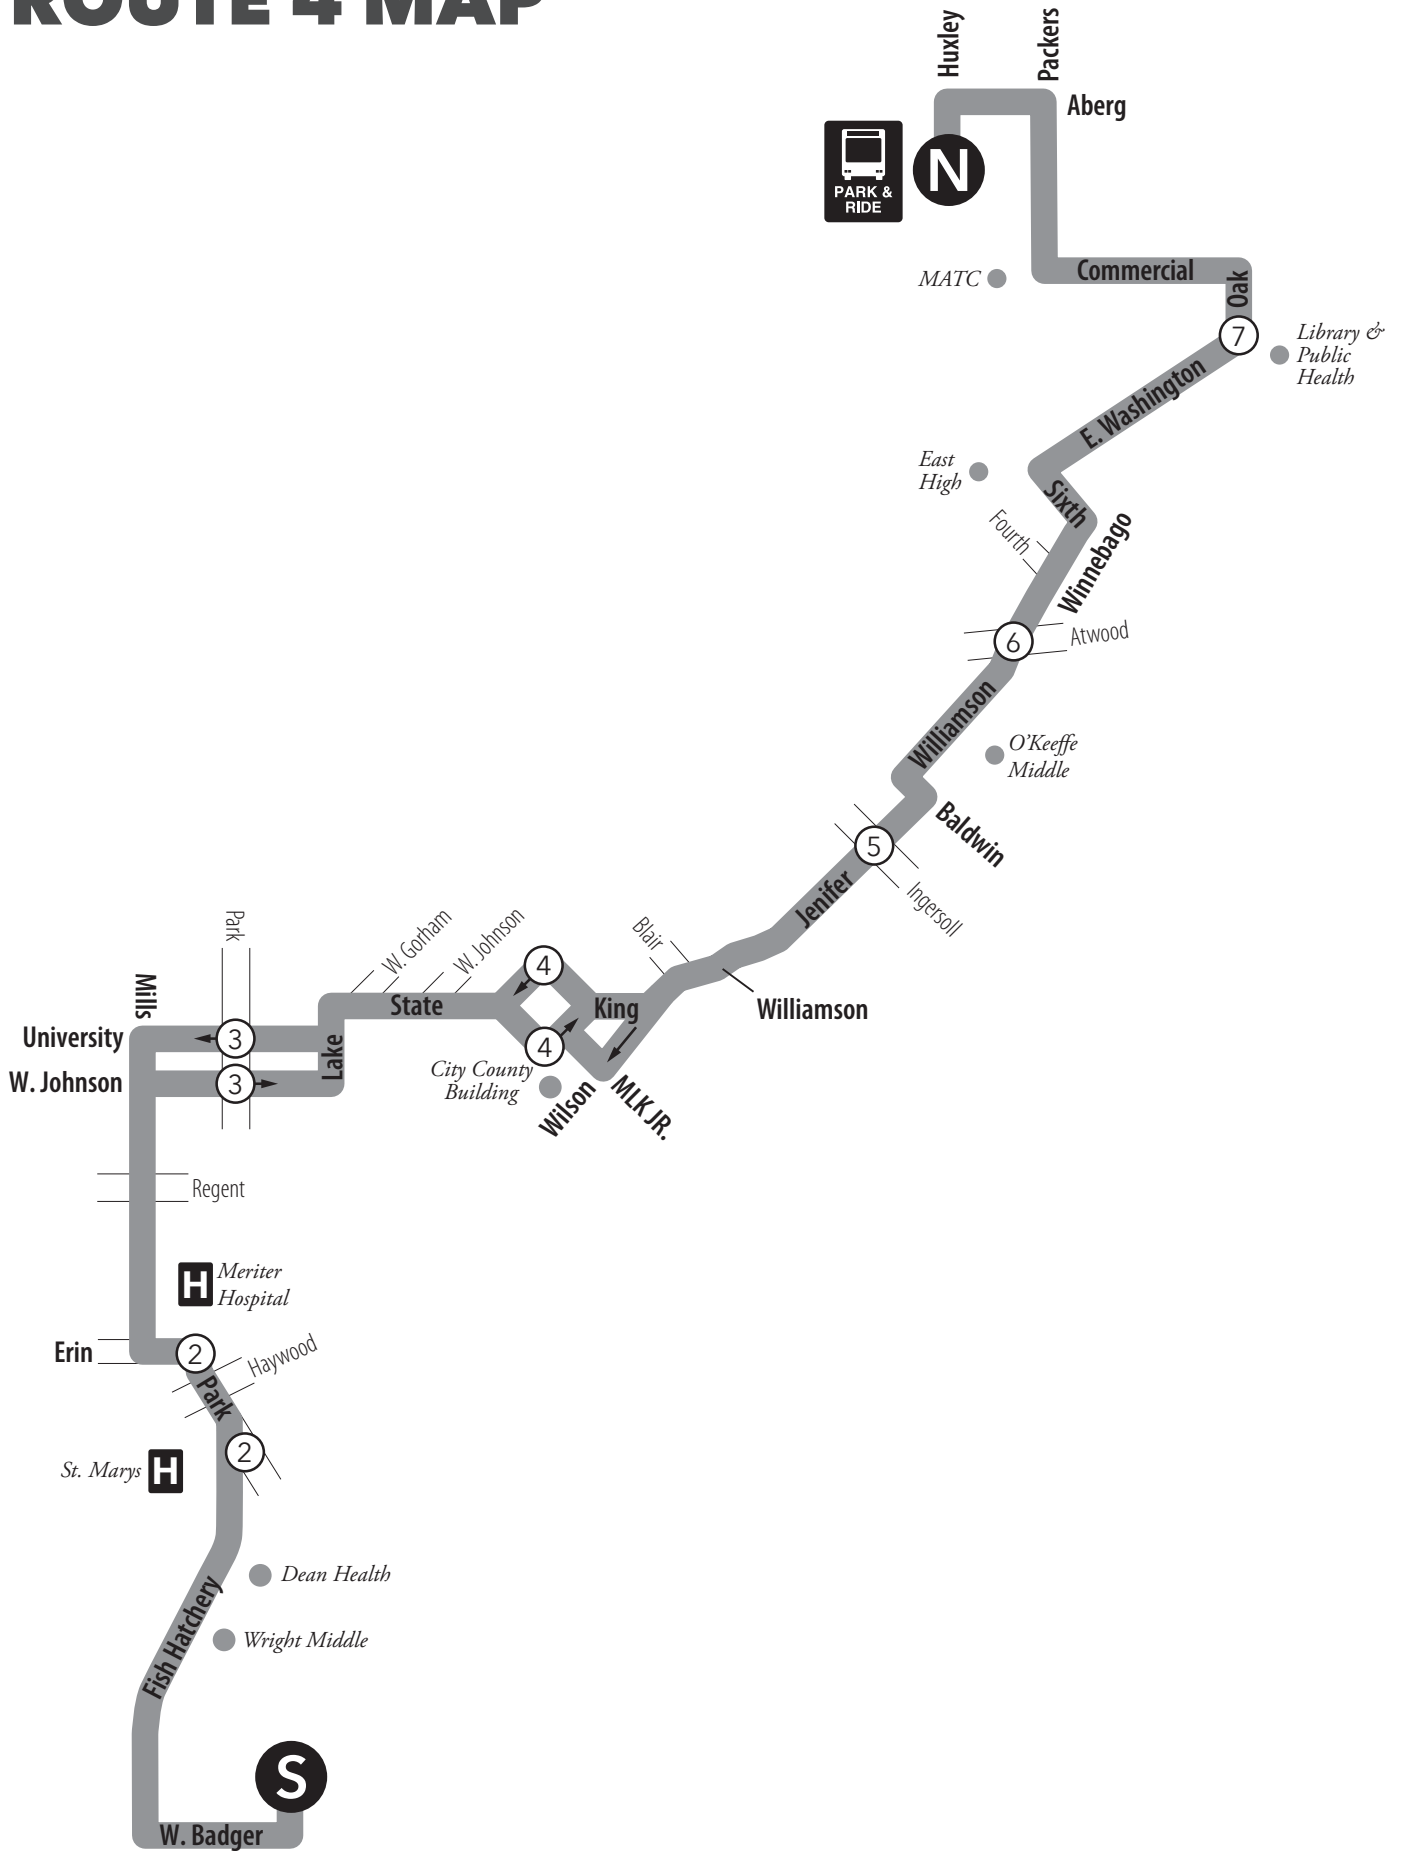 ROUTE 4 MAP
Huxley
Packers
Aberg
PARK &
RIDE
N
Commercial
MATC
Oak
7
Library &
Public
Health
E. Washington
East
High
Sixth
Fourth
Winnebago
6
Atwood
Williamson
O'Keeffe
Middle
Baldwin
5
Jenifer
Ingersoll
Park
W. Gorham
W. Johnson
Blair
4
Mills
State
King
Williamson
University
3
Lake
4
City County
Building
W. Johnson
3
Wilson
MLK JR.
Regent
H
Meriter
Hospital
Erin
2
Haywood
Park
2
St. Marys
H
Dean Health
Fish Hatchery
Wright Middle
S
W. Badger